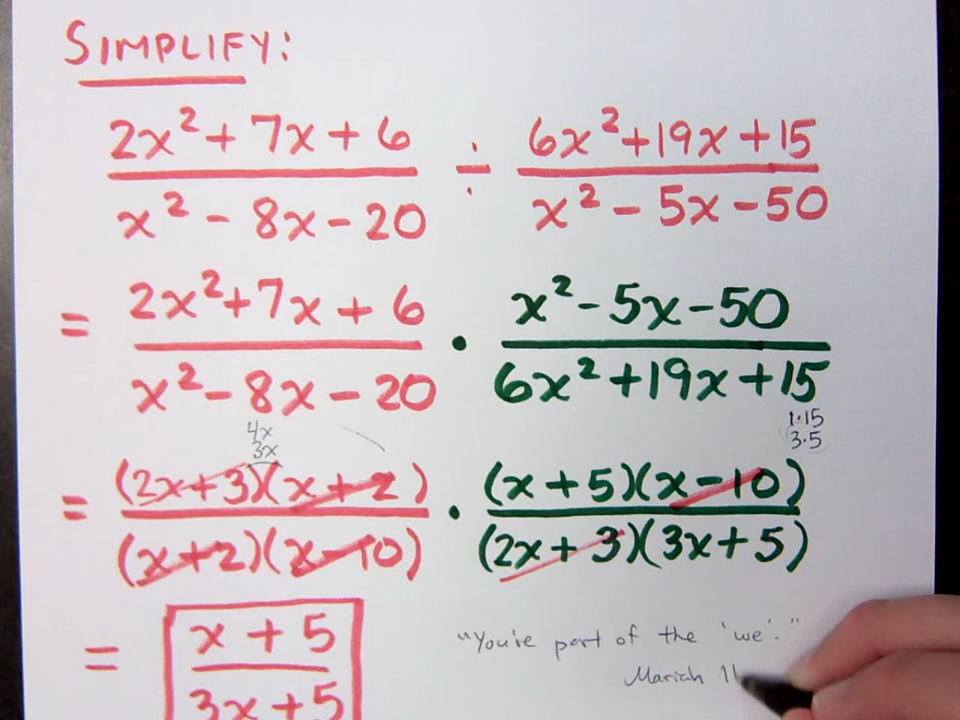 SIMPLIFY:
2x² + 7x + 6 ÷ 6x² + 19x + 15
x² - 8x - 20 x² - 5x - 50
= 2x² + 7x + 6 · x² - 5x - 50
x² - 8x - 20 6x² + 19x + 15
4x 1·15
3x 3·5
= (2x + 3)(x + 2) · (x + 5)(x - 10)
(x + 2)(x - 10) (2x + 3)(3x + 5)
= x + 5
3x + 5
"You're part of the 'we'."
Mariah